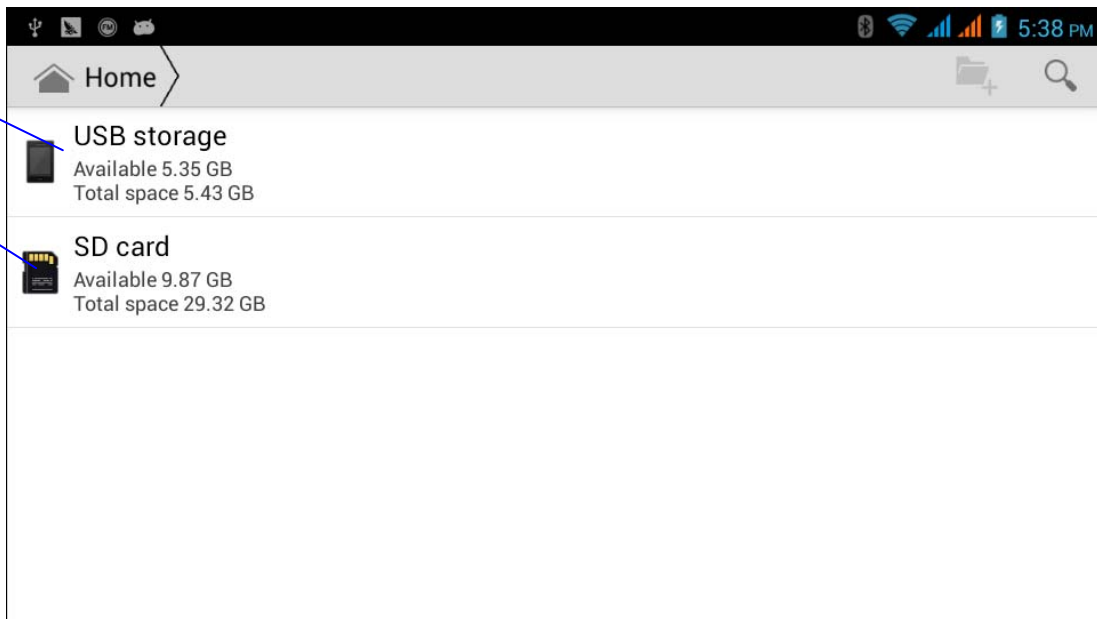 5:38 PM
Home
USB storage
Available 5.35 GB
Total space 5.43 GB
SD card
Available 9.87 GB
Total space 29.32 GB